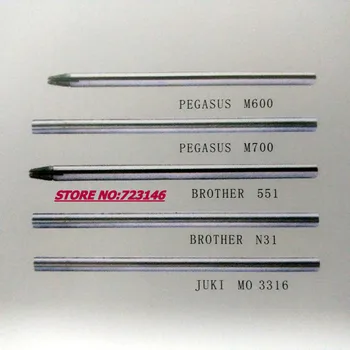 PEGASUS M600
PEGASUS M700
STORE NO:723146
BROTHER 551
BROTHER N31
JUKI MO 3316